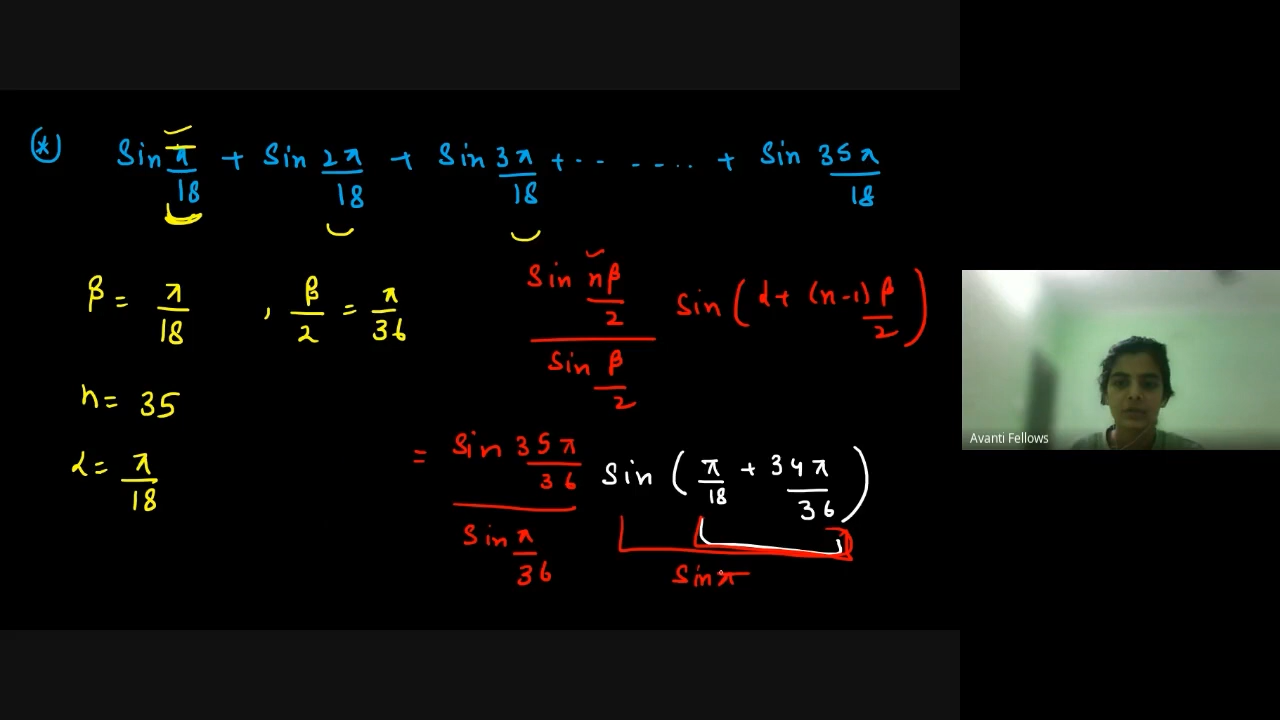 (*) Sin π/18 + Sin 2π/18 + Sin 3π/18 + .. - - - .. + Sin 35π/18
β = π/18 , β/2 = π/36
Sin nβ/2 / Sin β/2 Sin (α + (n-1) β/2)
n = 35
α = π/18
= Sin 35π/36 / Sin π/36 Sin (π/18 + 34π/36)
Sin π
Avanti Fellows